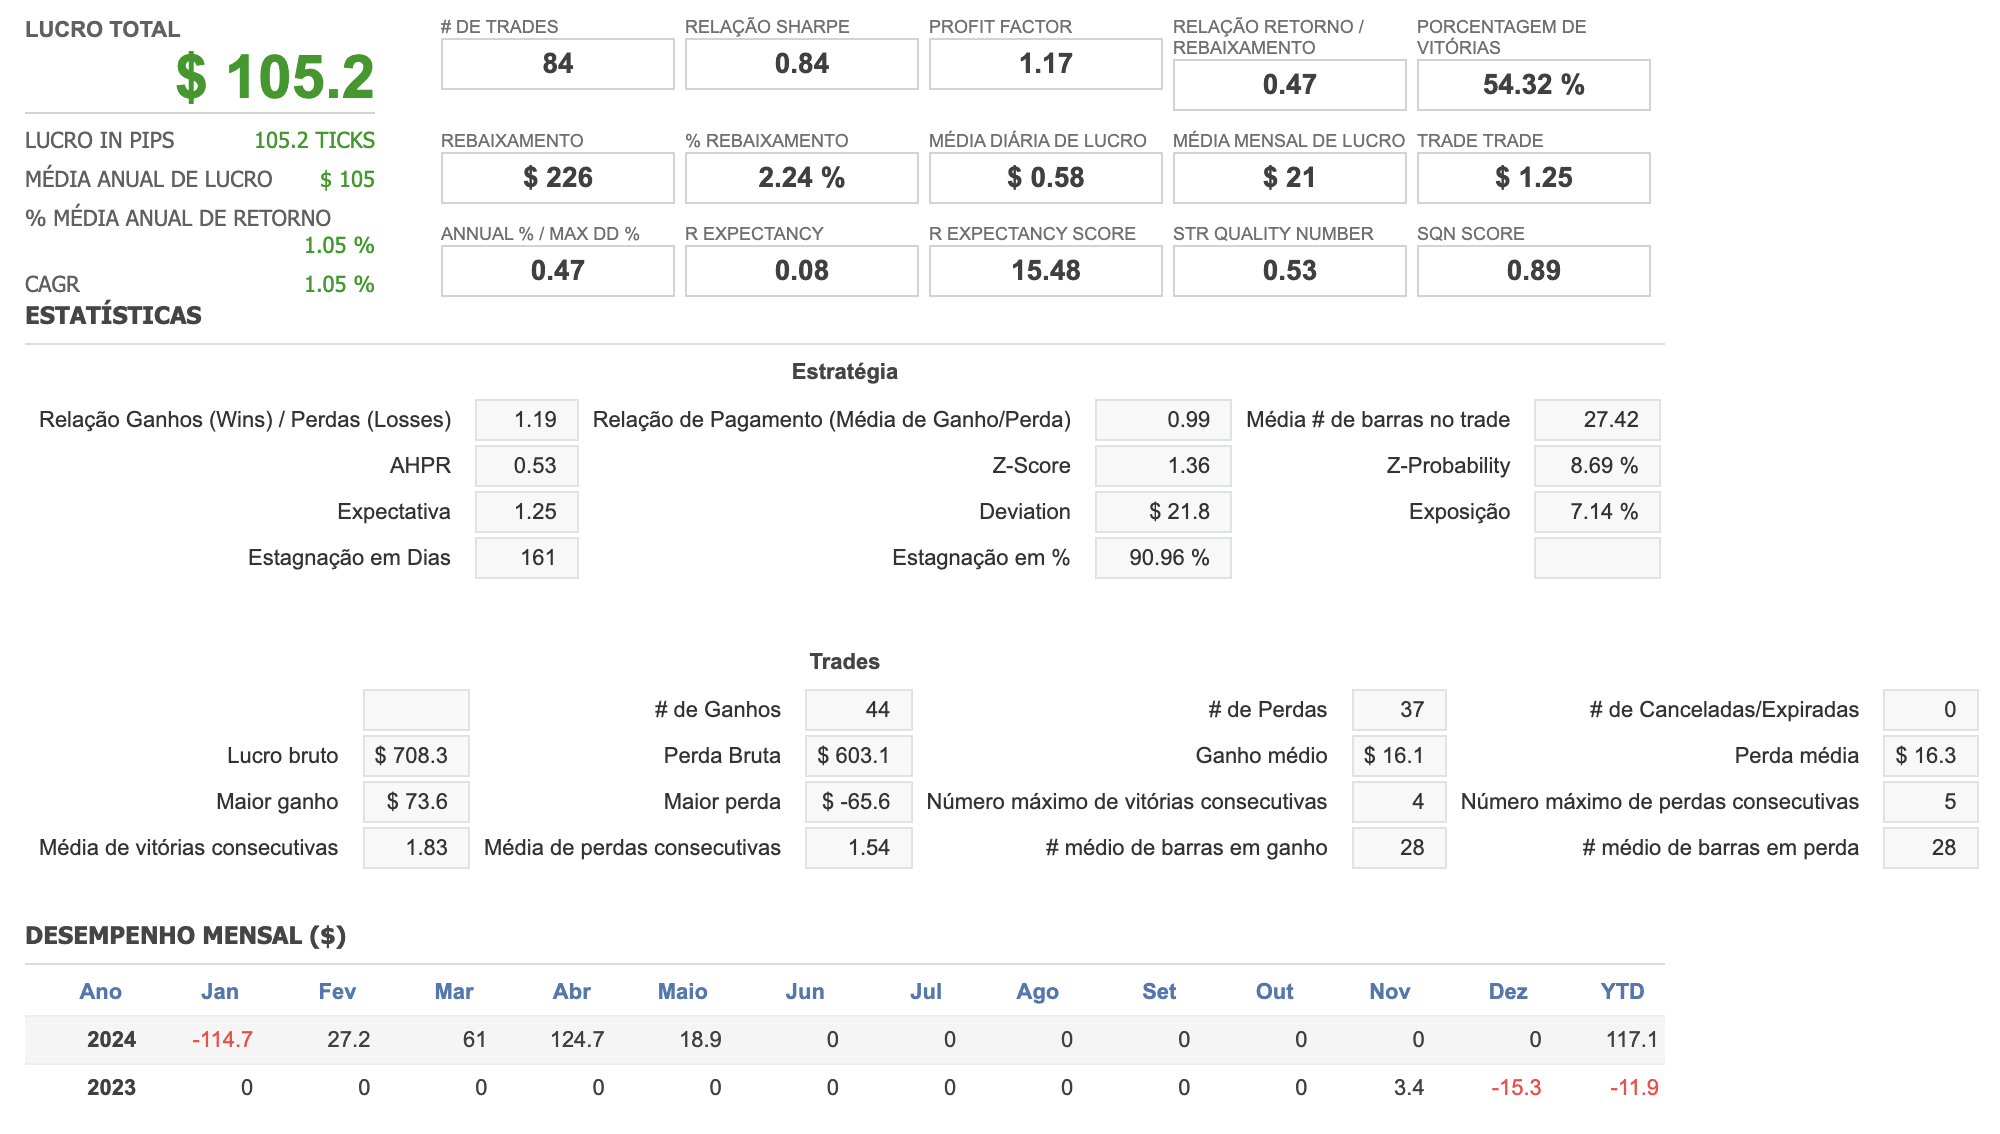 LUCRO TOTAL
$ 105.2
LUCRO IN PIPS 105.2 TICKS
MÉDIA ANUAL DE LUCRO $ 105
% MÉDIA ANUAL DE RETORNO
1.05 %
CAGR 1.05 %
# DE TRADES RELAÇÃO SHARPE PROFIT FACTOR RELAÇÃO RETORNO / REBAIXAMENTO PORCENTAGEM DE VITÓRIAS
84 0.84 1.17 0.47 54.32 %
REBAIXAMENTO % REBAIXAMENTO MÉDIA DIÁRIA DE LUCRO MÉDIA MENSAL DE LUCRO TRADE TRADE
$ 226 2.24 % $ 0.58 $ 21 $ 1.25
ANNUAL % / MAX DD % R EXPECTANCY R EXPECTANCY SCORE STR QUALITY NUMBER SQN SCORE
0.47 0.08 15.48 0.53 0.89
ESTATÍSTICAS
Estratégia
Relação Ganhos (Wins) / Perdas (Losses) 1.19 Relação de Pagamento (Média de Ganho/Perda) 0.99 Média # de barras no trade 27.42
AHPR 0.53 Z-Score 1.36 Z-Probability 8.69 %
Expectativa 1.25 Deviation $ 21.8 Exposição 7.14 %
Estagnação em Dias 161 Estagnação em % 90.96 %
Trades
# de Ganhos 44 # de Perdas 37 # de Canceladas/Expiradas 0
Lucro bruto $ 708.3 Perda Bruta $ 603.1 Ganho médio $ 16.1 Perda média $ 16.3
Maior ganho $ 73.6 Maior perda $ -65.6 Número máximo de vitórias consecutivas 4 Número máximo de perdas consecutivas 5
Média de vitórias consecutivas 1.83 Média de perdas consecutivas 1.54 # médio de barras em ganho 28 # médio de barras em perda 28
DESEMPENHO MENSAL ($)
Ano Jan Fev Mar Abr Maio Jun Jul Ago Set Out Nov Dez YTD
2024 -114.7 27.2 61 124.7 18.9 0 0 0 0 0 0 0 117.1
2023 0 0 0 0 0 0 0 0 0 0 3.4 -15.3 -11.9